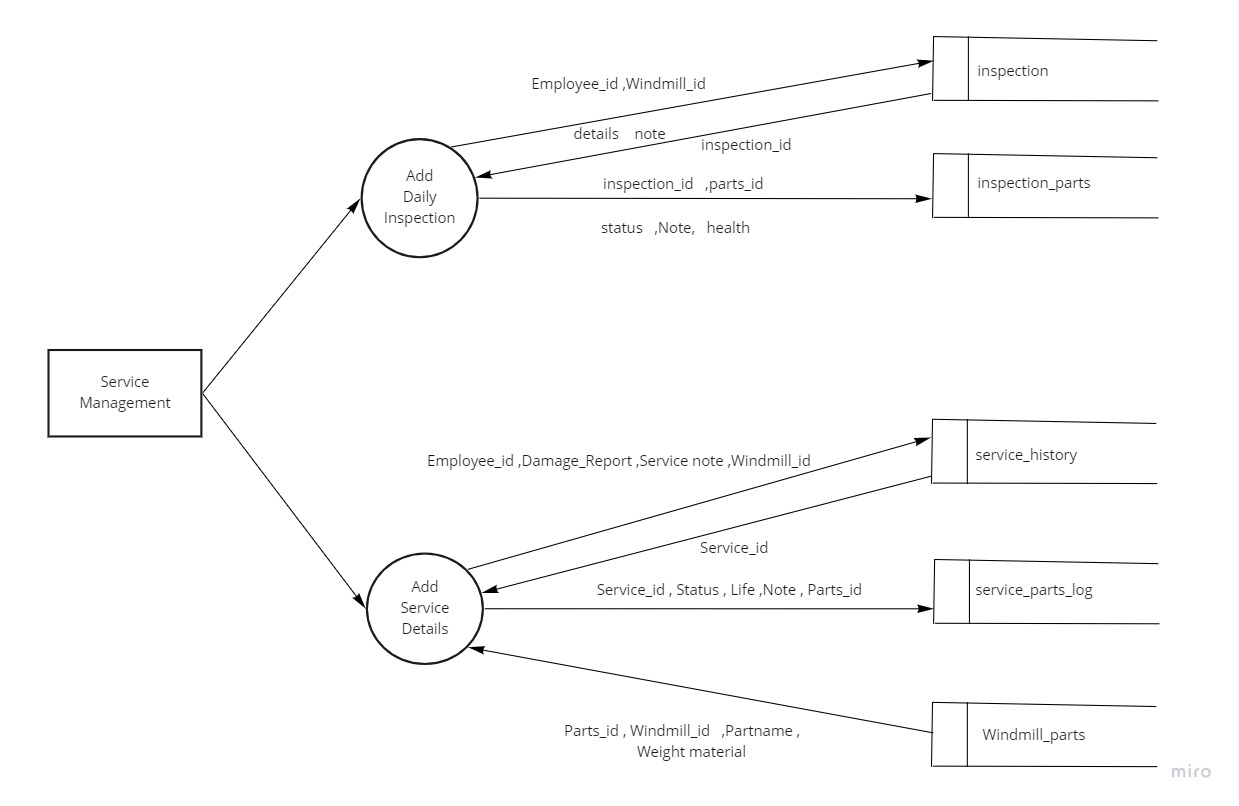 Employee_id ,Windmill_id
inspection
details note
inspection_id
Add
Daily
Inspection
inspection_id ,parts_id
inspection_parts
status ,Note, health
Service
Management
Employee_id ,Damage_Report ,Service note ,Windmill_id
service_history
Service_id
Add
Service
Details
Service_id , Status , Life ,Note , Parts_id
service_parts_log
Parts_id , Windmill_id ,Partname ,
Weight material
Windmill_parts
miro